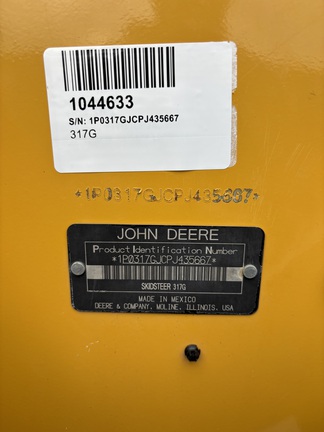 1044633
S/N: 1P0317GJCPJ435667
317G
*1P0317GJCPJ435667*
JOHN DEERE
Product Identification Number
*1P0317GJCPJ435667*
SKIDSTEER 317G
MADE IN MEXICO
DEERE & COMPANY, MOLINE, ILLINOIS, USA